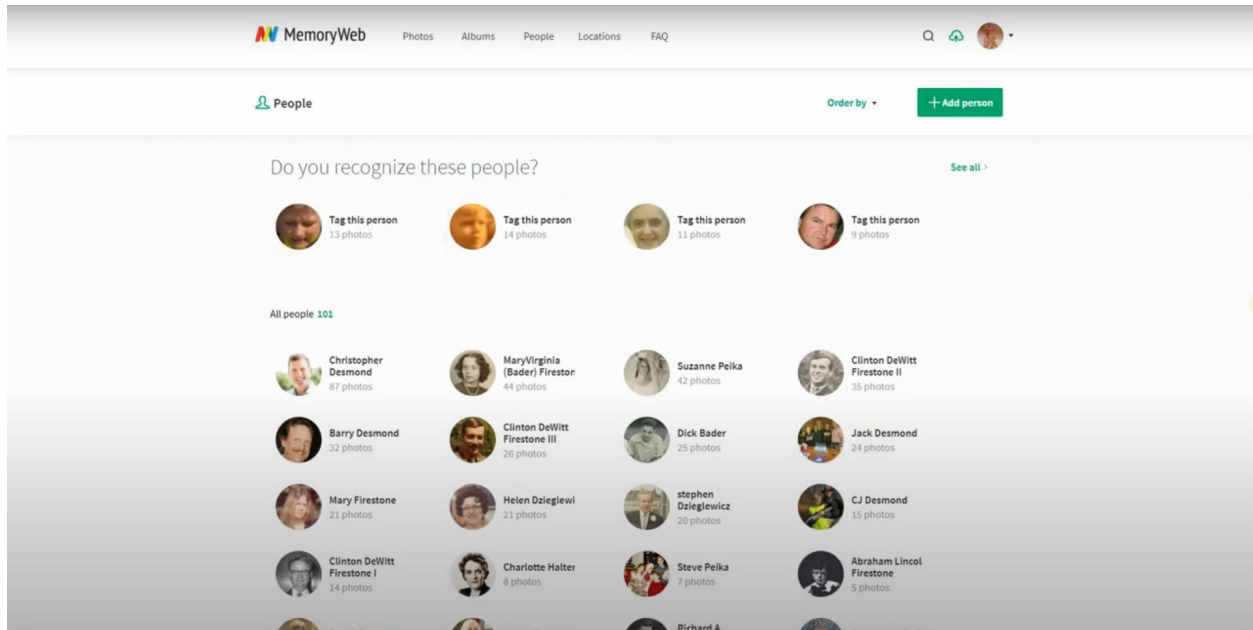 MemoryWeb
Photos
Albums
People
Locations
FAQ
People
Order by
Add person
Do you recognize these people?
See all >
Tag this person
13 photos
Tag this person
14 photos
Tag this person
11 photos
Tag this person
9 photos
All people 101
Christopher
Desmond
87 photos
MaryVirginia
(Bader) Fireston
44 photos
Suzanne Peika
42 photos
Clinton DeWitt
Firestone II
35 photos
Barry Desmond
32 photos
Clinton DeWitt
Firestone III
26 photos
Dick Bader
25 photos
Jack Desmond
24 photos
Mary Firestone
21 photos
Helen Dzieglewi
21 photos
stephen
Dzieglewicz
20 photos
CJ Desmond
15 photos
Clinton DeWitt
Firestone I
14 photos
Charlotte Halter
8 photos
Steve Peika
7 photos
Abraham Lincol
Firestone
5 photos
Richard A.